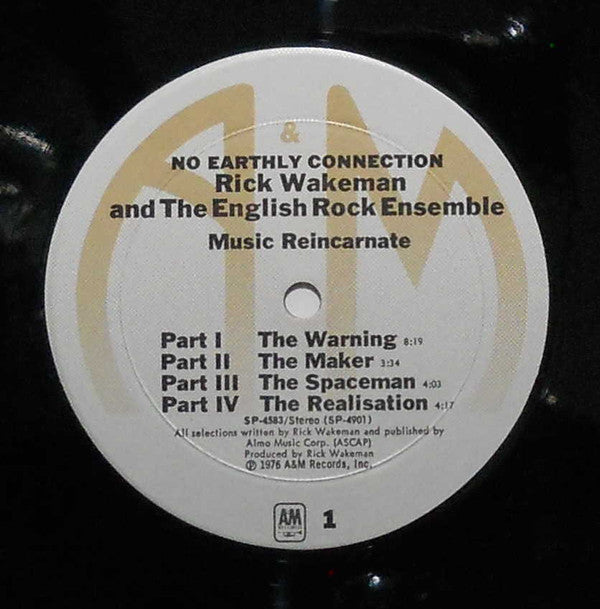 A & M
NO EARTHLY CONNECTION
Rick Wakeman
and The English Rock Ensemble
Music Reincarnate
Part I The Warning 8:19
Part II The Maker 3:34
Part III The Spaceman 4:03
Part IV The Realisation 4:17
SP-4583/Stereo (SP-4901)
All selections written by Rick Wakeman and published by
Almo Music Corp. (ASCAP)
Produced by Rick Wakeman
℗ 1976 A&M Records, Inc.
AM
RECORDS
1